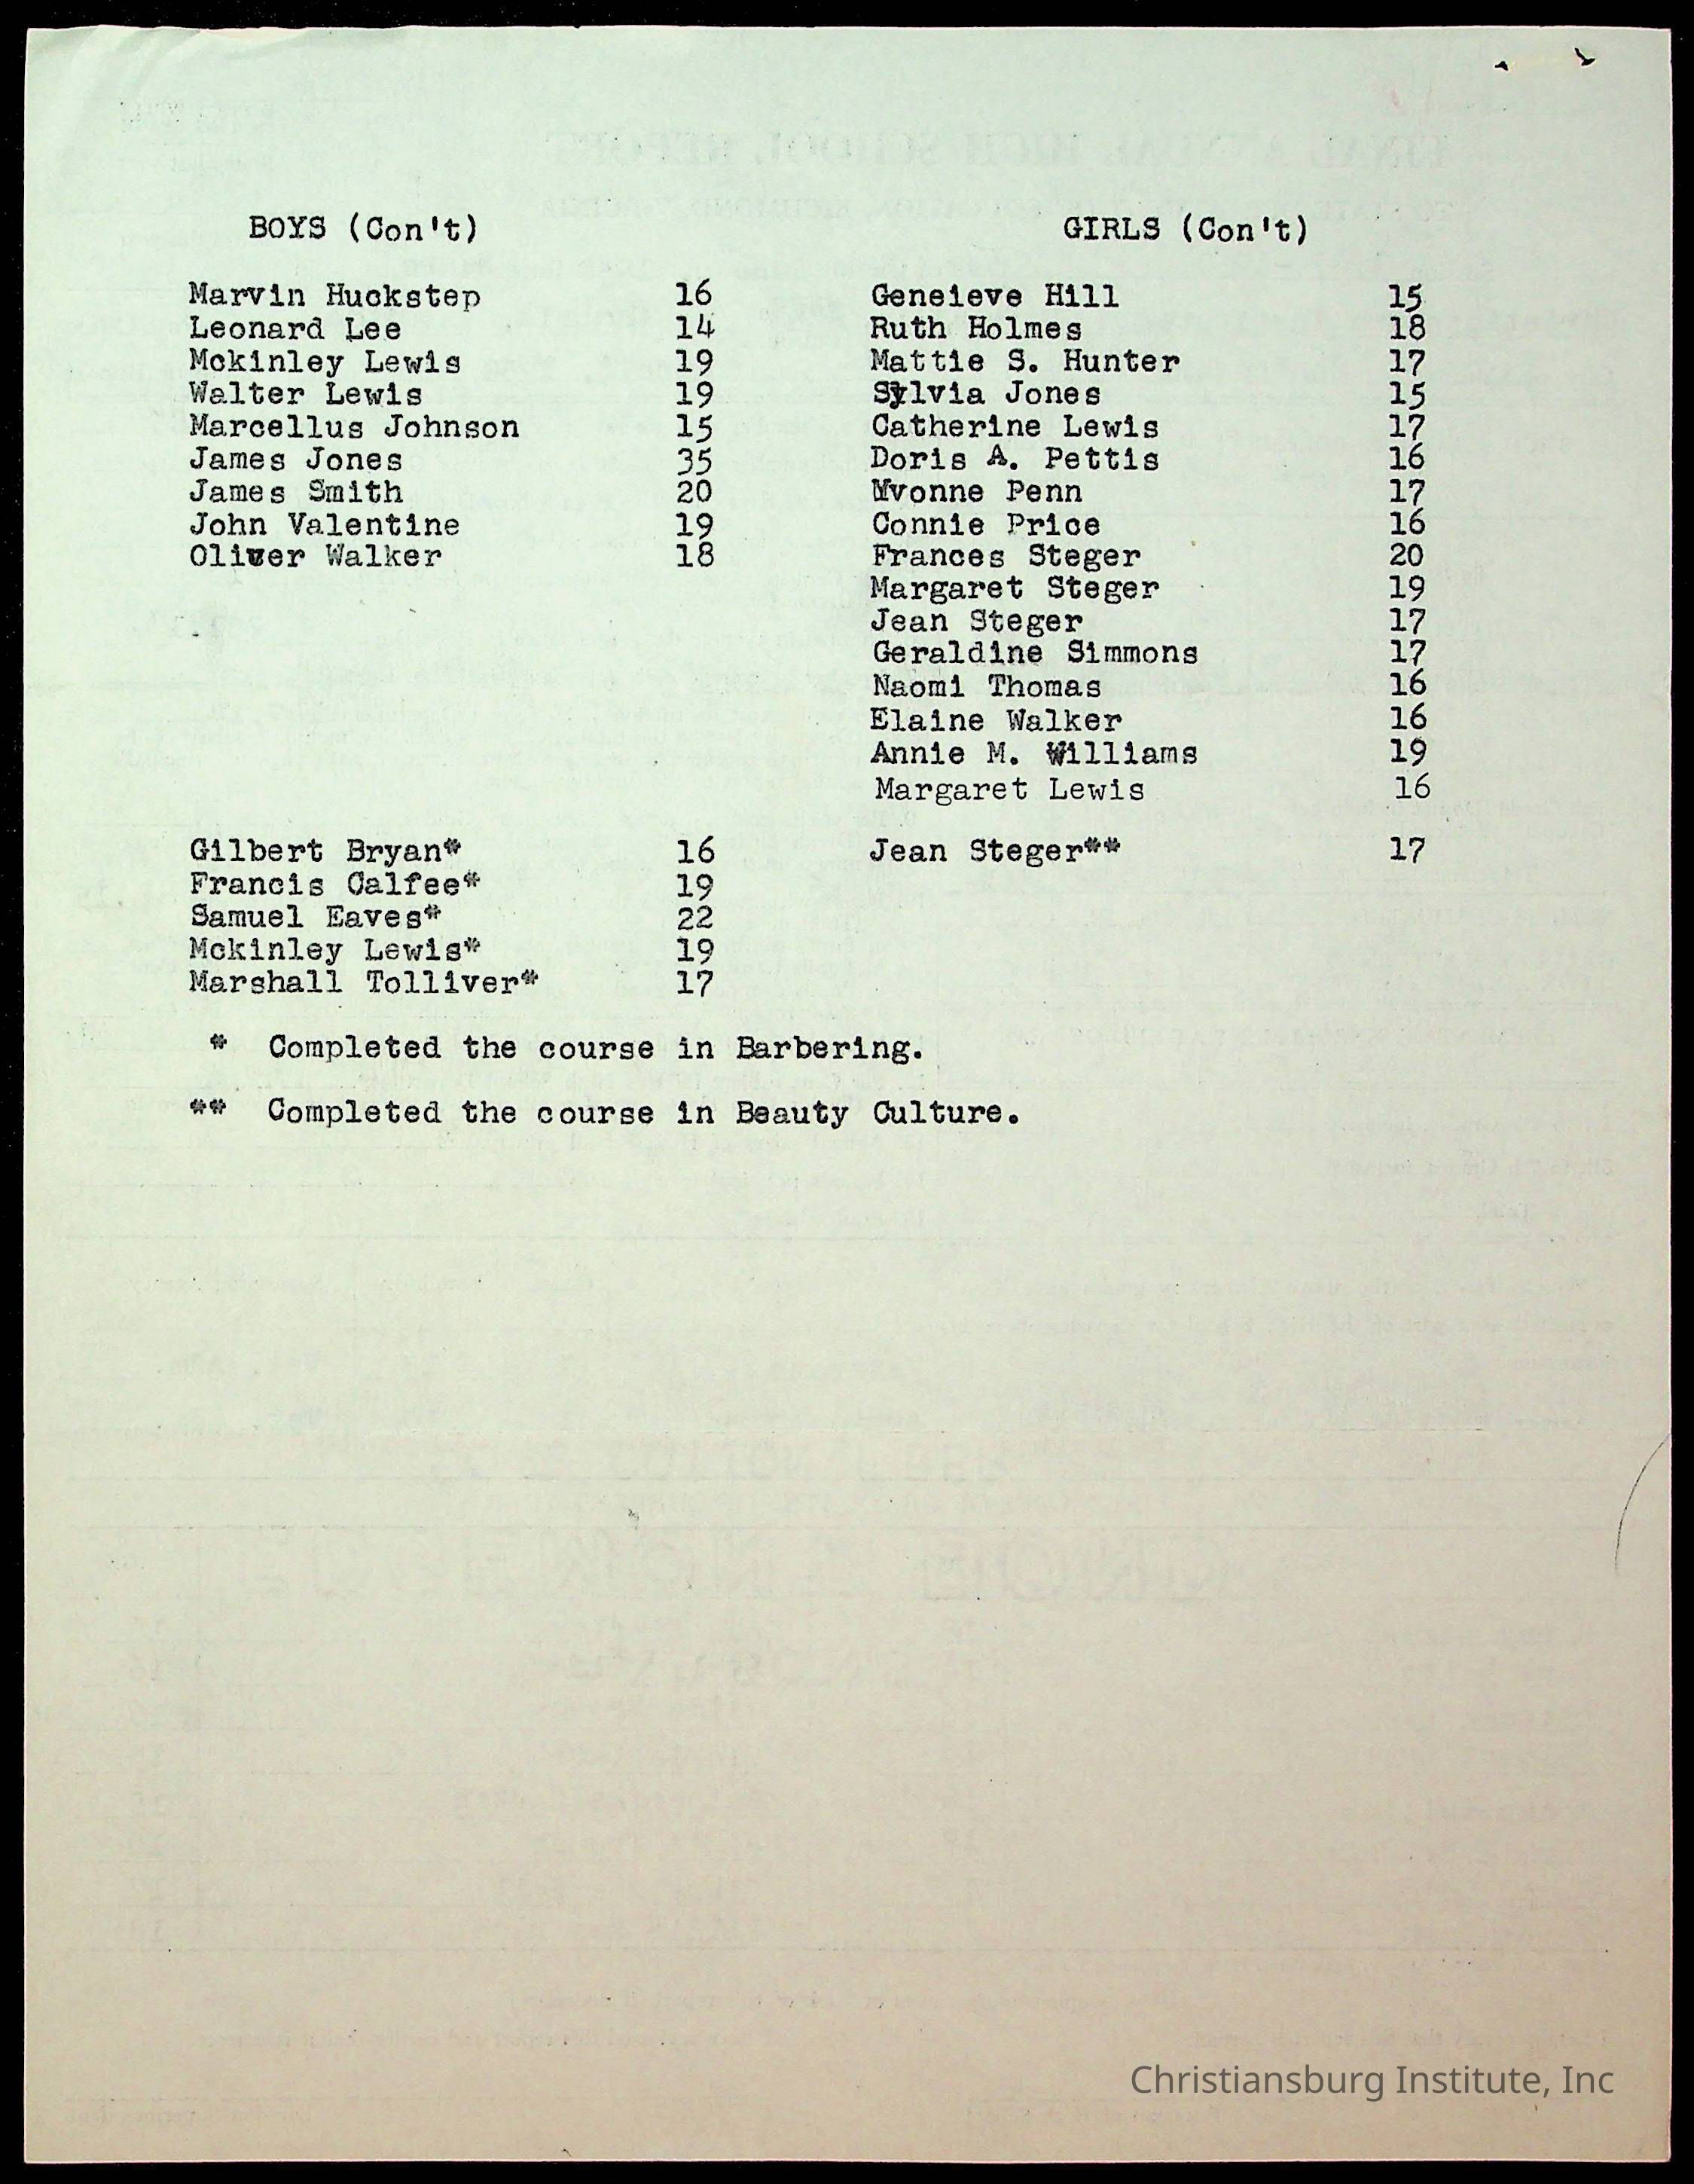 BOYS (Con't) GIRLS (Con't)
Marvin Huckstep 16 Geneieve Hill 15
Leonard Lee 14 Ruth Holmes 18
Mckinley Lewis 19 Mattie S. Hunter 17
Walter Lewis 19 Sylvia Jones 15
Marcellus Johnson 15 Catherine Lewis 17
James Jones 35 Doris A. Pettis 16
James Smith 20 Yvonne Penn 17
John Valentine 19 Connie Price 16
Oliver Walker 18 Frances Steger 20
Margaret Steger 19
Jean Steger 17
Geraldine Simmons 17
Naomi Thomas 16
Elaine Walker 16
Annie M. Williams 19
Margaret Lewis 16
Gilbert Bryan* 16 Jean Steger** 17
Francis Calfee* 19
Samuel Eaves* 22
Mckinley Lewis* 19
Marshall Tolliver* 17
* Completed the course in Barbering.
** Completed the course in Beauty Culture.
Christiansburg Institute, Inc